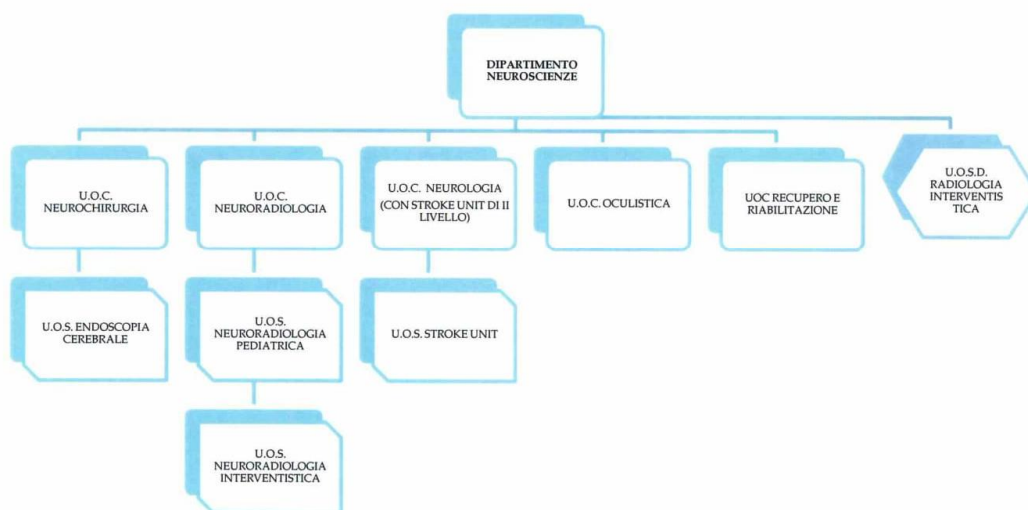 DIPARTIMENTO
NEUROSCIENZE
U.O.C.
NEUROCHIRURGIA
U.O.C.
NEURORADIOLOGIA
U.O.C. NEUROLOGIA
(CON STROKE UNIT DI II
LIVELLO)
U.O.C. OCULISTICA
UOC RECUPERO E
RIABILITAZIONE
U.O.S.D.
RADIOLOGIA
INTERVENTIS
TICA
U.O.S. ENDOSCOPIA
CEREBRALE
U.O.S.
NEURORADIOLOGIA
PEDIATRICA
U.O.S. STROKE UNIT
U.O.S.
NEURORADIOLOGIA
INTERVENTISTICA